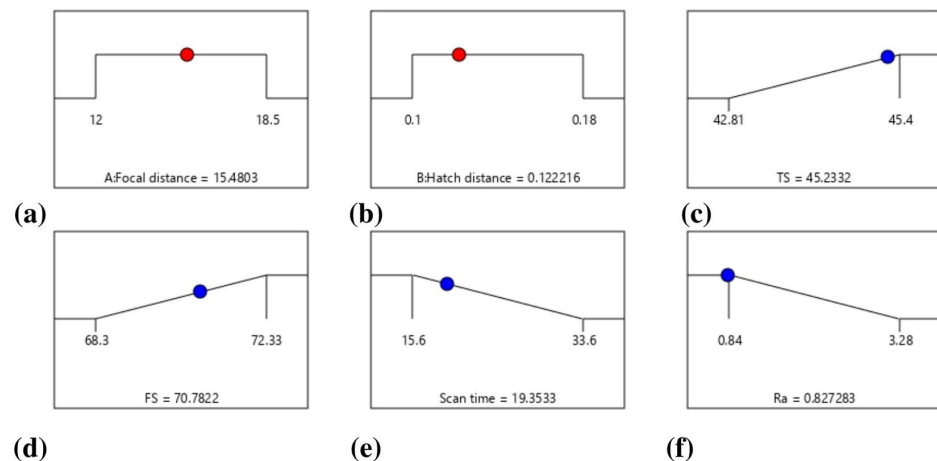 12 18.5
A:Focal distance = 15.4803
(a)
0.1 0.18
B:Hatch distance = 0.122216
(b)
42.81 45.4
TS = 45.2332
(c)
68.3 72.33
FS = 70.7822
(d)
15.6 33.6
Scan time = 19.3533
(e)
0.84 3.28
Ra = 0.827283
(f)